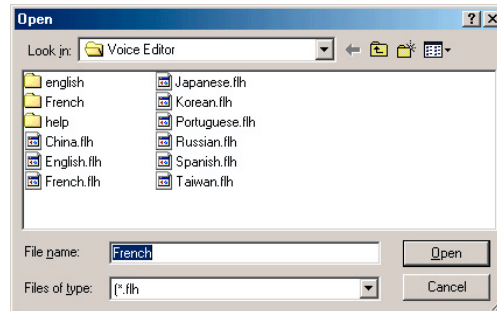 Open
Look in: Voice Editor
english
French
help
China.flh
English.flh
French.flh
Japanese.flh
Korean.flh
Portuguese.flh
Russian.flh
Spanish.flh
Taiwan.flh
File name: French Open
Files of type: (*.flh Cancel